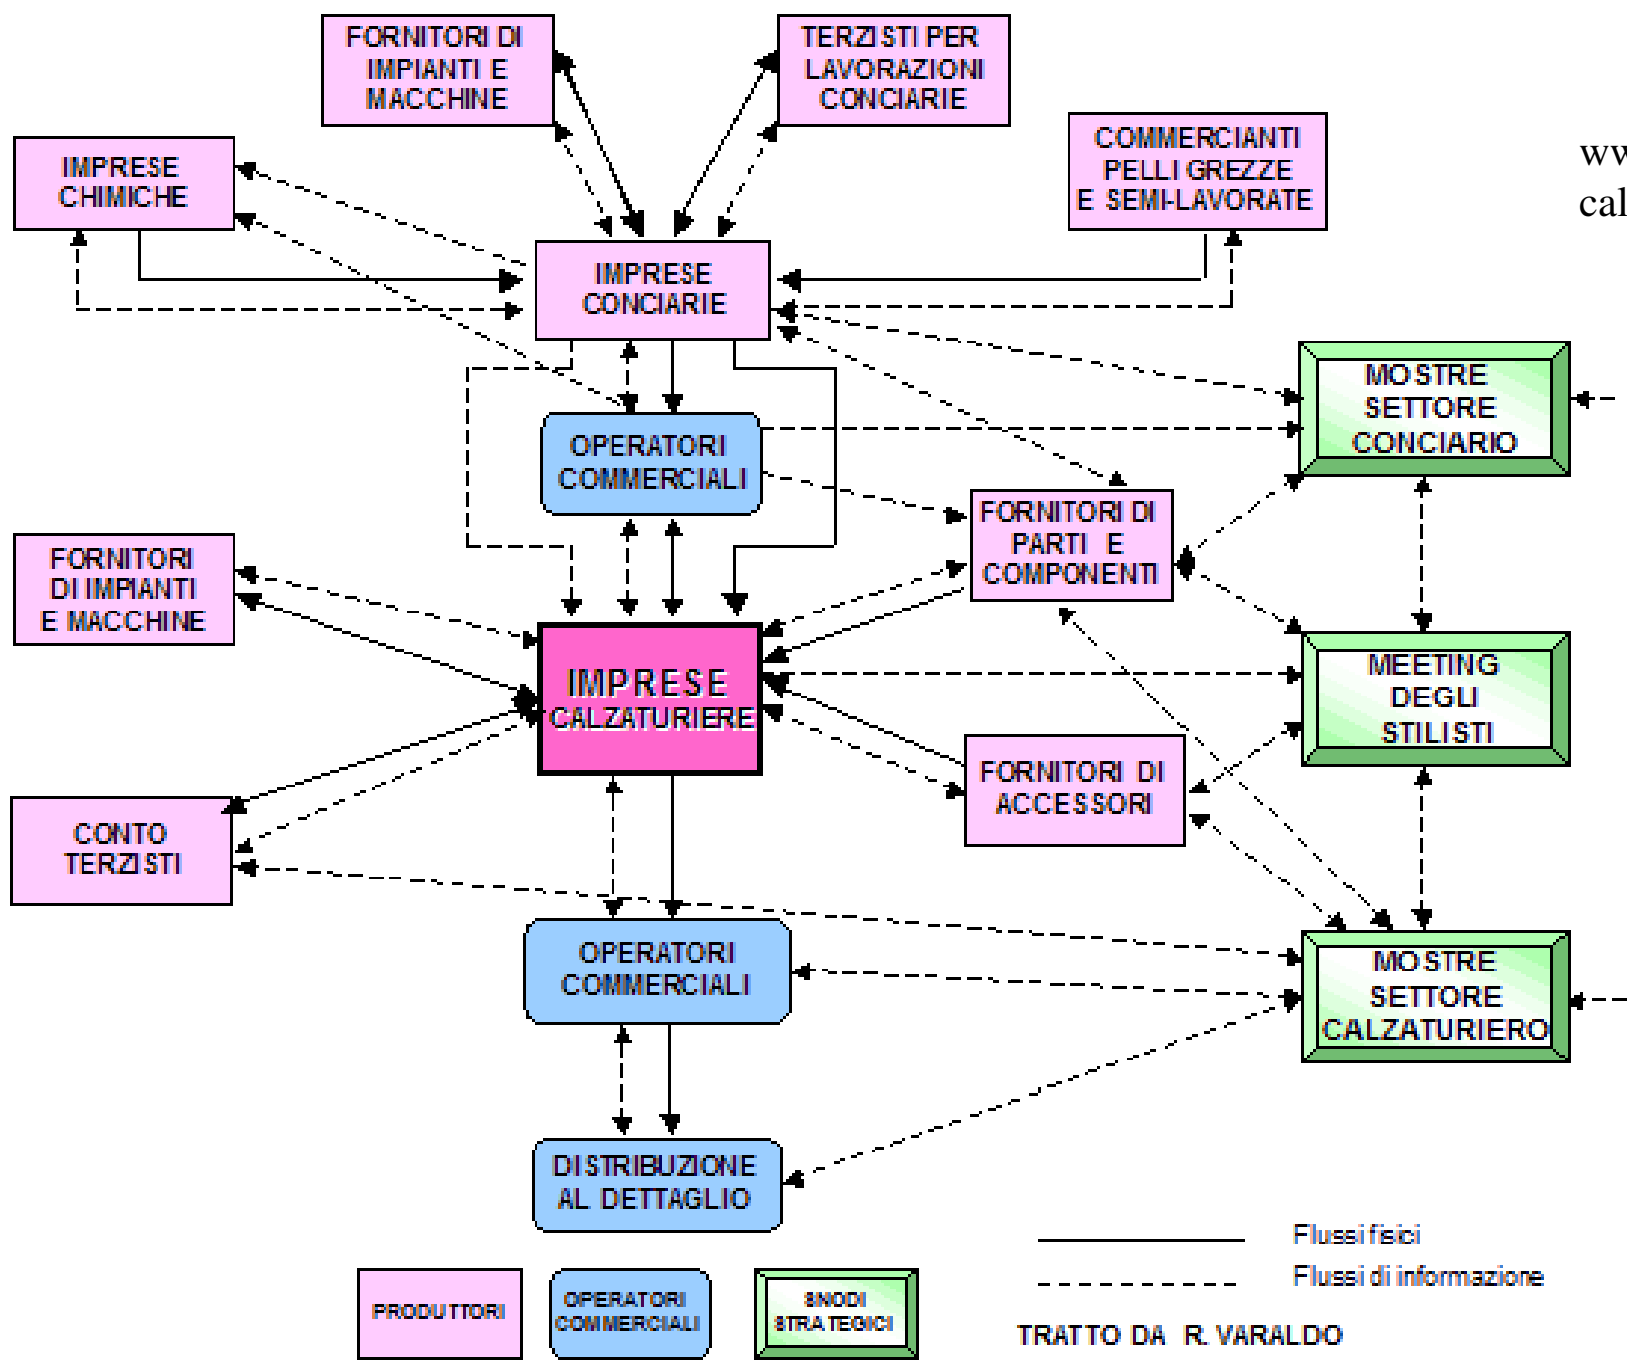 FORNITORI DI
IMPIANTI E
MACCHINE
TERZISTI PER
LAVORAZIONI
CONCIARIE
COMMERCIANTI
PELLI GREZZE
E SEMI-LAVORATE
IMPRESE
CHIMICHE
ww
cal
IMPRESE
CONCIARIE
MOSTRE
SETTORE
CONCIARIO
OPERATORI
COMMERCIALI
FORNITORI DI
PARTI E
COMPONENTI
FORNITORI
DI IMPIANTI
E MACCHINE
IMPRESE
CALZATURIERE
MEETING
DEGLI
STILISTI
FORNITORI DI
ACCESSORI
CONTO
TERZISTI
OPERATORI
COMMERCIALI
MOSTRE
SETTORE
CALZATURIERO
DISTRIBUZIONE
AL DETTAGLIO
Flussi fisici
Flussi di informazione
PRODUTTORI
OPERATORI
COMMERCIALI
SNODI
STRATEGICI
TRATTO DA R. VARALDO